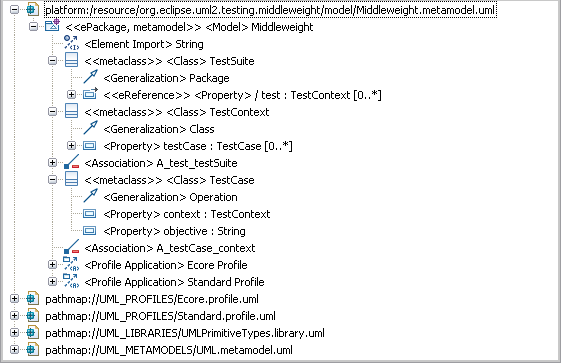 platform:/resource/org.eclipse.uml2.testing.middleweight/model/Middleweight.metamodel.uml
<<ePackage, metamodel>> <Model> Middleweight
<Element Import> String
<<metaclass>> <Class> TestSuite
<Generalization> Package
<<eReference>> <Property> / test : TestContext [0..*]
<<metaclass>> <Class> TestContext
<Generalization> Class
<Property> testCase : TestCase [0..*]
<Association> A_test_testSuite
<<metaclass>> <Class> TestCase
<Generalization> Operation
<Property> context : TestContext
<Property> objective : String
<Association> A_testCase_context
<Profile Application> Ecore Profile
<Profile Application> Standard Profile
pathmap://UML_PROFILES/Ecore.profile.uml
pathmap://UML_PROFILES/Standard.profile.uml
pathmap://UML_LIBRARIES/UMLPrimitiveTypes.library.uml
pathmap://UML_METAMODELS/UML.metamodel.uml